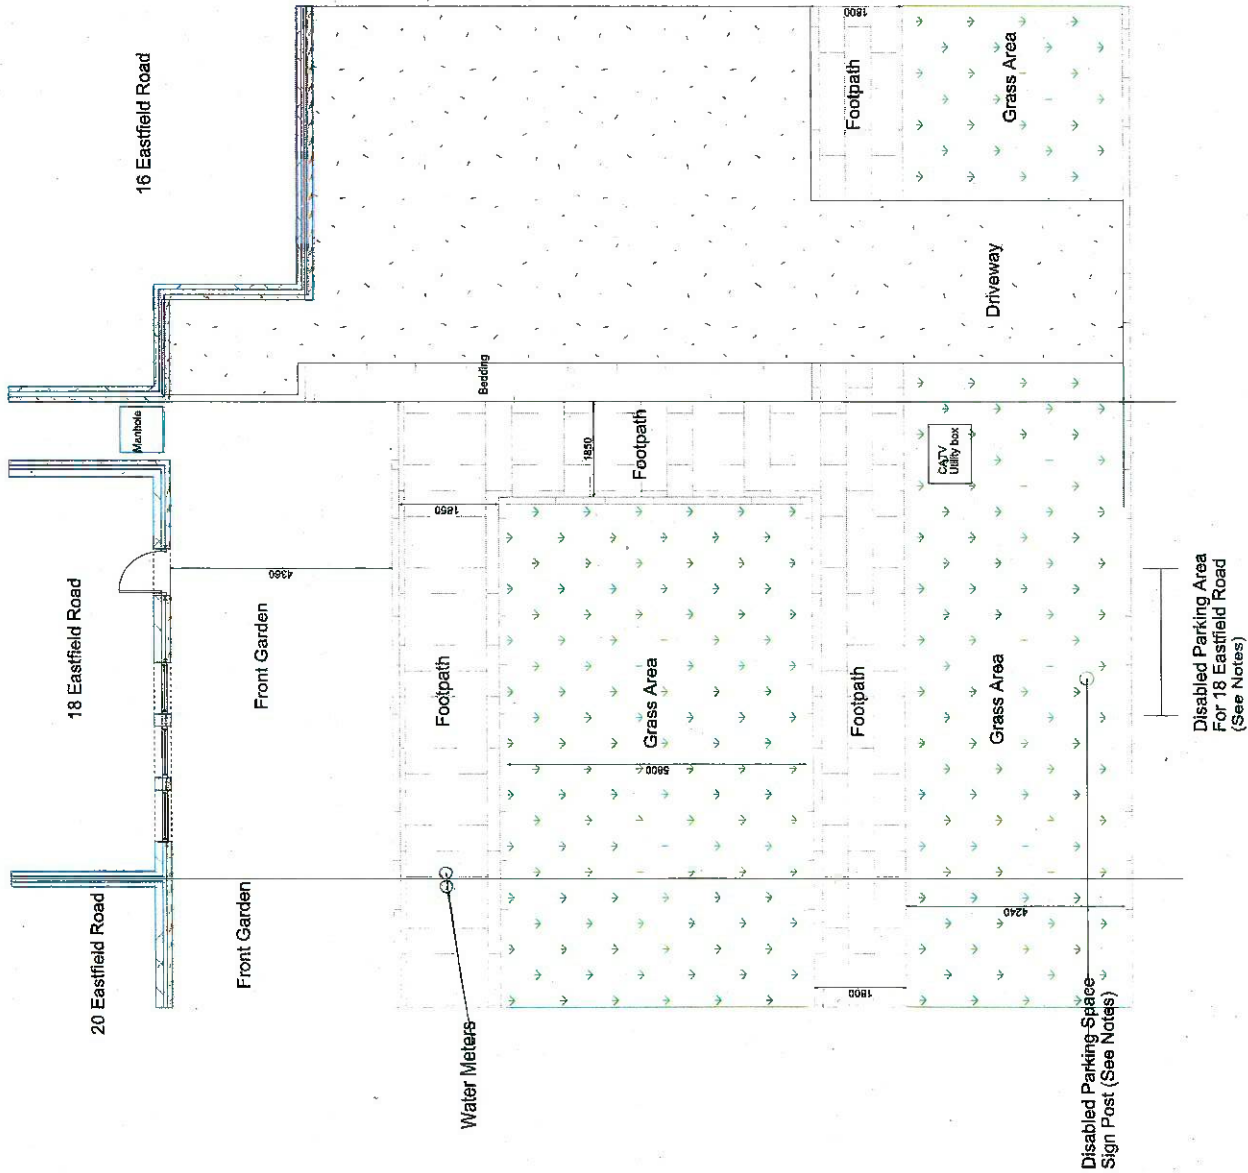 16 Eastfield Road
18 Eastfield Road
20 Eastfield Road
Manhole
Front Garden
Front Garden
4360
1850
1850
Bedding
Footpath
Footpath
Footpath
Footpath
1800
Grass Area
Grass Area
Grass Area
5800
Driveway
CATV
Utility box
1800
4240
Water Meters
Disabled Parking Space
Sign Post (See Notes)
Disabled Parking Area
For 18 Eastfield Road
(See Notes)